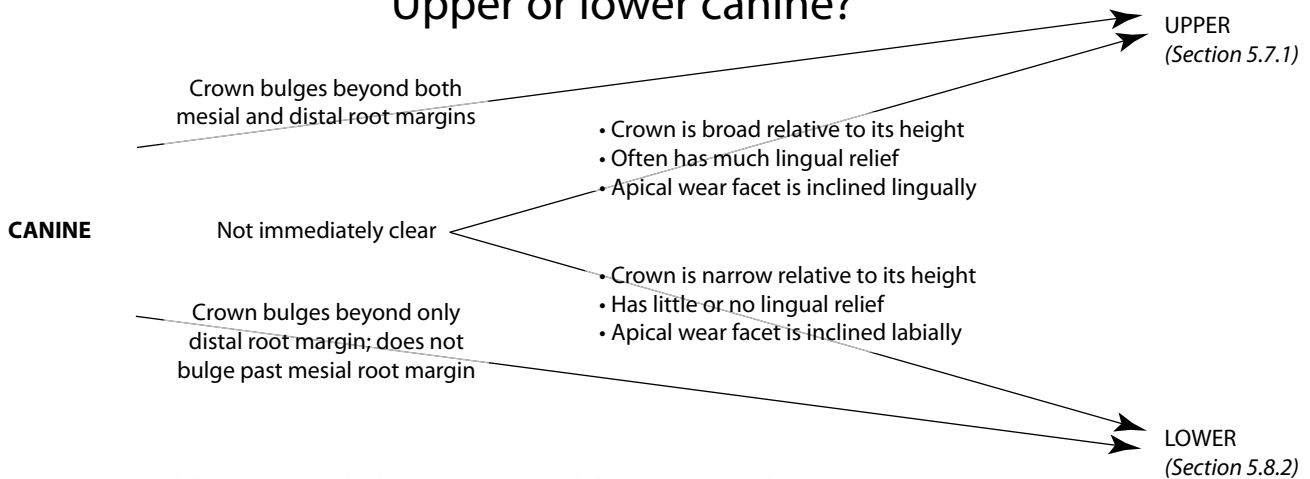 Upper or lower canine?
UPPER
(Section 5.7.1)
Crown bulges beyond both
mesial and distal root margins
• Crown is broad relative to its height
• Often has much lingual relief
• Apical wear facet is inclined lingually
CANINE
Not immediately clear
• Crown is narrow relative to its height
• Has little or no lingual relief
• Apical wear facet is inclined labially
Crown bulges beyond only
distal root margin; does not
bulge past mesial root margin
LOWER
(Section 5.8.2)